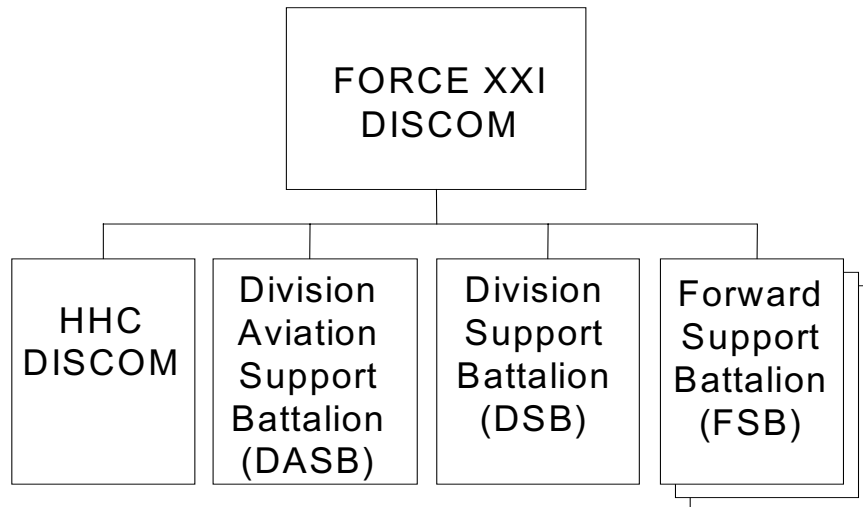 FORCE XXI
DISCOM
HHC
DISCOM
Division
Aviation
Support
Battalion
(DASB)
Division
Support
Battalion
(DSB)
Forward
Support
Battalion
(FSB)